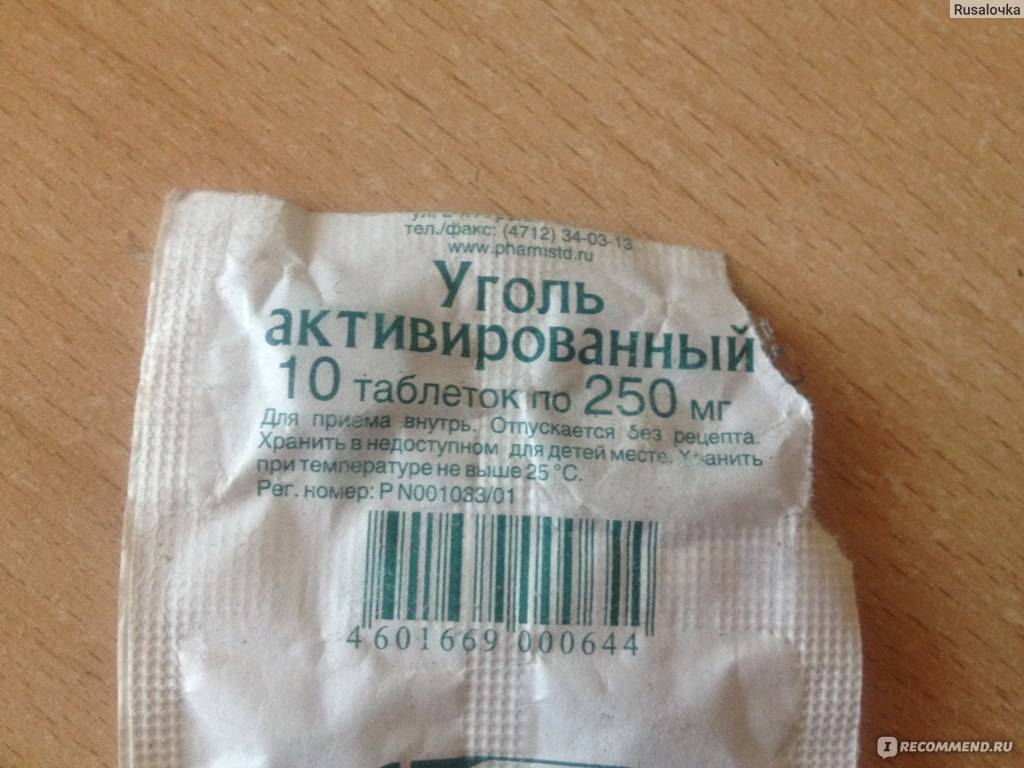 Rusalочка
тел./факс: (4712) 34-03-13
www.pharmstd.ru
Уголь
активированный
10 таблеток по 250 мг
Для приема внутрь. Отпускается без рецепта.
Хранить в недоступном для детей месте. Хранить
при температуре не выше 25 °C.
Рег. номер: P N001083/01
4 601669 000644
IRECOMMEND.RU